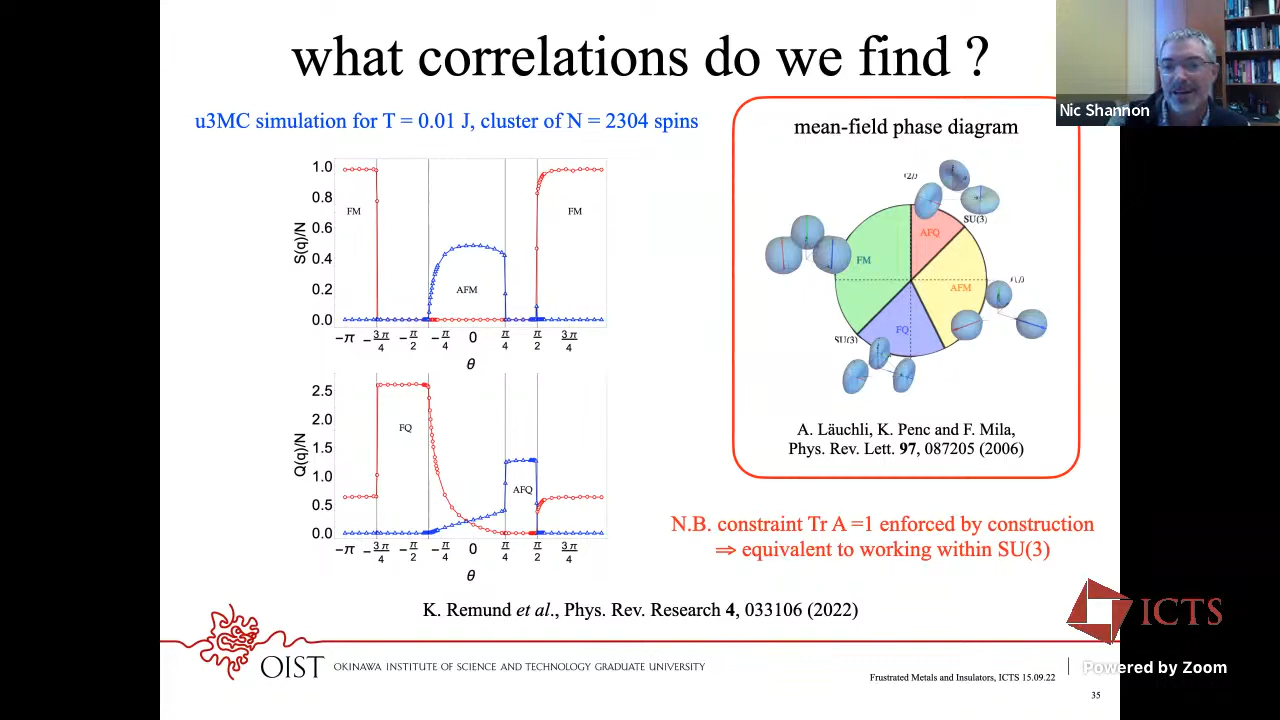 what correlations do we find ?
Nic Shannon
u3MC simulation for T = 0.01 J, cluster of N = 2304 spins
mean-field phase diagram
1.0
0.8
0.6
0.4
0.2
0.0
S(q)/N
FM
AFM
FM
−π
−3π/4
−π/2
−π/4
0
π/4
π/2
3π/4
θ
2.5
2.0
1.5
1.0
0.5
0.0
Q(q)/N
FQ
AFQ
−π
−3π/4
−π/2
−π/4
0
π/4
π/2
3π/4
θ
SU(3)
AFQ
FM
AFM
FQ
SU(3)
A. Läuchli, K. Penc and F. Mila,
Phys. Rev. Lett. 97, 087205 (2006)
N.B. constraint Tr A =1 enforced by construction
⇒ equivalent to working within SU(3)
K. Remund et al., Phys. Rev. Research 4, 033106 (2022)
ICTS
OIST OKINAWA INSTITUTE OF SCIENCE AND TECHNOLOGY GRADUATE UNIVERSITY
Powered by Zoom
Frustrated Metals and Insulators, ICTS 15.09.22
35